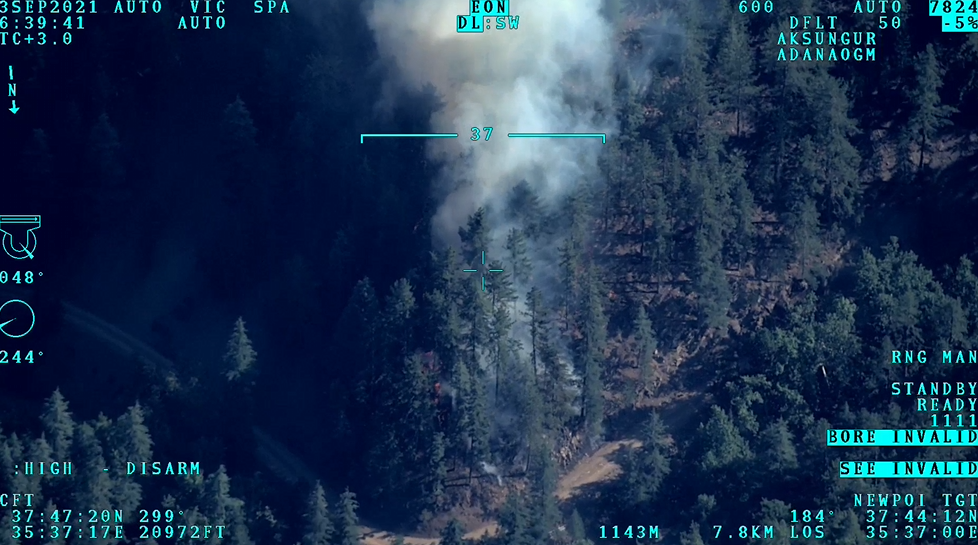 3SEP2021 AUTO VIC SPA EON 600 AUTO 7824
6:39:41 AUTO DL:SW DFLT 50 -5%
TC+3.0 AKSUNGUR
ADANAOGM
N
37
048°
244°
RNG MAN
STANDBY
READY
1111
BORE INVALID
:HIGH - DISARM SEE INVALID
CFT NEWPOI TGT
37:47:20N 299° 184° 37:44:12N
35:37:17E 20972FT 1143M 7.8KM LOS 35:37:00E